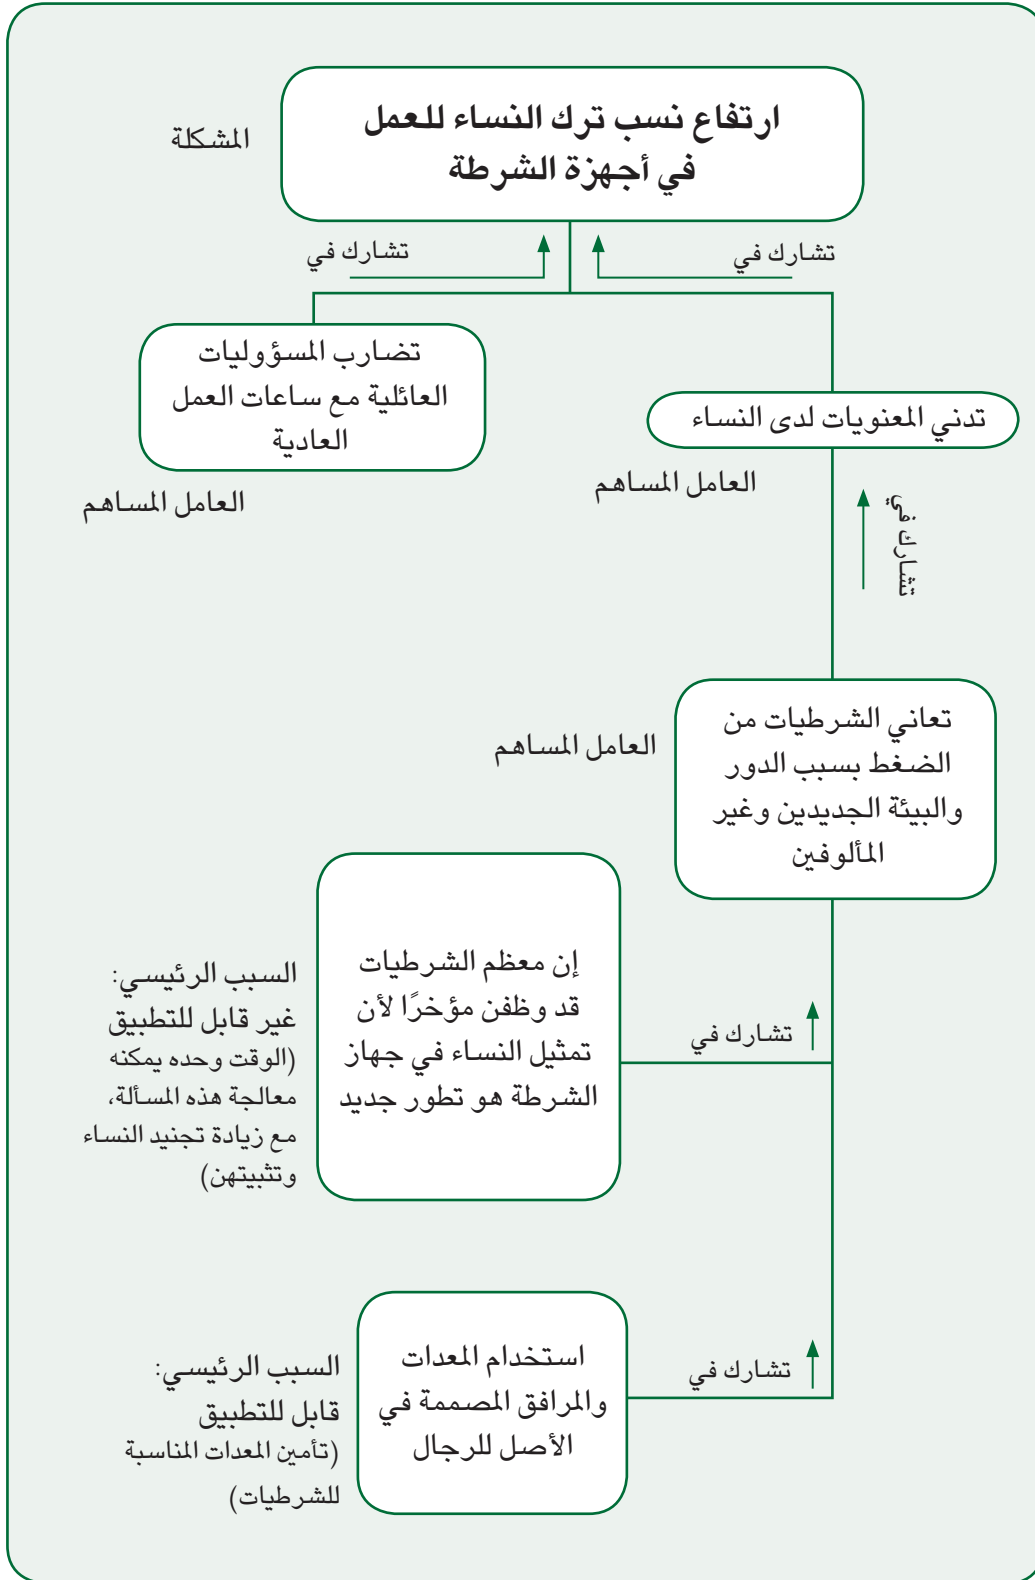 ارتفاع نسب ترك النساء للعمل
في أجهزة الشرطة
المشكلة
تشارك في
تشارك في
تضارب المسؤوليات
العائلية مع ساعات العمل
العادية
تدني المعنويات لدى النساء
العامل المساهم
العامل المساهم
تشارك في
تعاني الشرطيات من
الضغط بسبب الدور
والبيئة الجديدين وغير
المألوفين
العامل المساهم
إن معظم الشرطيات
قد وظفن مؤخرًا لأن
تمثيل النساء في جهاز
الشرطة هو تطور جديد
السبب الرئيسي:
غير قابل للتطبيق
(الوقت وحده يمكنه
معالجة هذه المسألة،
مع زيادة تجنيد النساء
وتثبيتهن)
تشارك في
استخدام المعدات
والمرافق المصممة في
الأصل للرجال
السبب الرئيسي:
قابل للتطبيق
(تأمين المعدات المناسبة
للشرطيات)
تشارك في